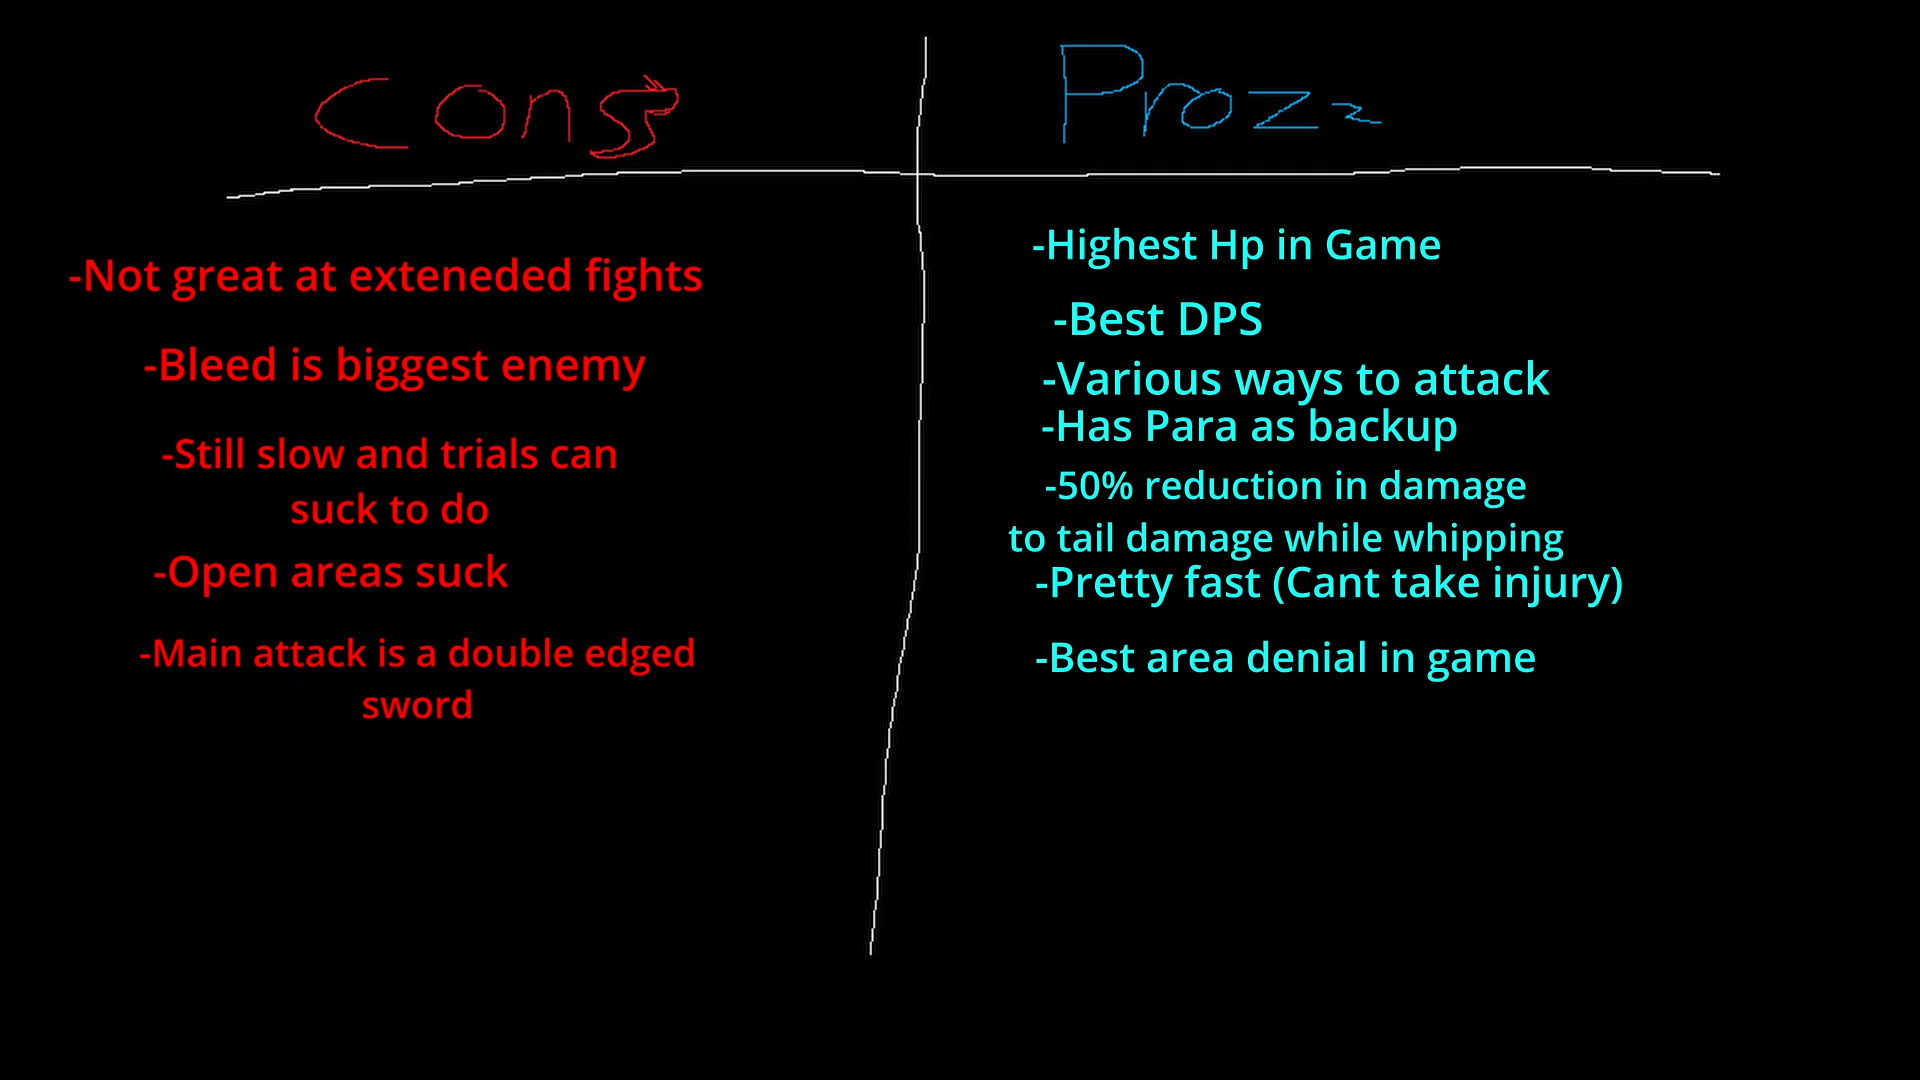 Cons
-Not great at exteneded fights
-Bleed is biggest enemy
-Still slow and trials can
suck to do
-Open areas suck
-Main attack is a double edged
sword
Prozz
-Highest Hp in Game
-Best DPS
-Various ways to attack
-Has Para as backup
-50% reduction in damage
to tail damage while whipping
-Pretty fast (Cant take injury)
-Best area denial in game